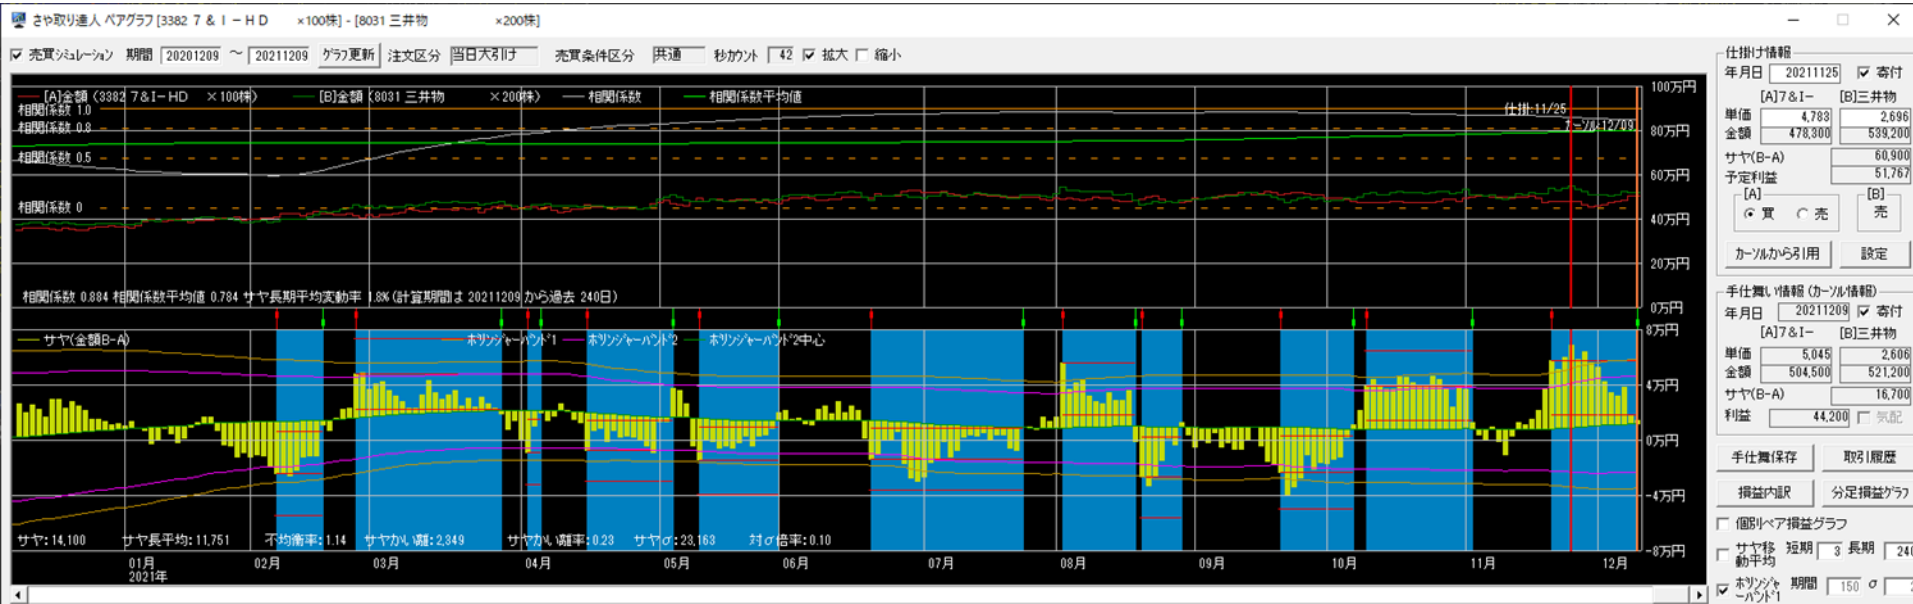 さや取り達人 ペアグラフ [3382 7 & I-HD ×100株] - [8031 三井物 ×200株]
売買シミュレーション 期間 20201209 ～ 20211209 グラフ更新 注文区分 当日大引け 売買条件区分 共通 秒カウント 42 拡大 縮小
[A]金額 (3382 7&I-HD ×100株) [B]金額 (8031 三井物 ×200株) 相関係数 相関係数平均値
100万円
相関係数 1.0
仕掛:11/25
相関係数 0.8
カーソル:12/09
80万円
相関係数 0.5
60万円
相関係数 0
40万円
20万円
相関係数 0.884 相関係数平均値 0.784 サヤ長期平均変動率 1.8% (計算期間は 20211209 から過去 240日)
0万円
サヤ(金額B-A) ボリンジャーバンド1 ボリンジャーバンド2 ボリンジャーバンド2中心
8万円
4万円
0万円
-4万円
サヤ:14,100 サヤ長平均:11,751 不均衡率:1.14 サヤかい離:2,349 サヤかい離率:0.23 サヤσ:23,163 対σ倍率:0.10
-8万円
01月 02月 03月 04月 05月 06月 07月 08月 09月 10月 11月 12月
2021年
仕掛け情報
年月日 20211125 寄付
[A]7&I- [B]三井物
単価 4,783 2,696
金額 478,300 539,200
サヤ(B-A) 60,900
予定利益 51,767
[A] [B]
買 売 売
カーソルから引用 設定
手仕舞い情報 (カーソル情報)
年月日 20211209 寄付
[A]7&I- [B]三井物
単価 5,045 2,606
金額 504,500 521,200
サヤ(B-A) 16,700
利益 44,200 気配
手仕舞保存 取引履歴
損益内訳 分足損益グラフ
個別ペア損益グラフ
サヤ移動平均 短期 3 長期 240
ボリンジャーバンド1 期間 150 σ 2